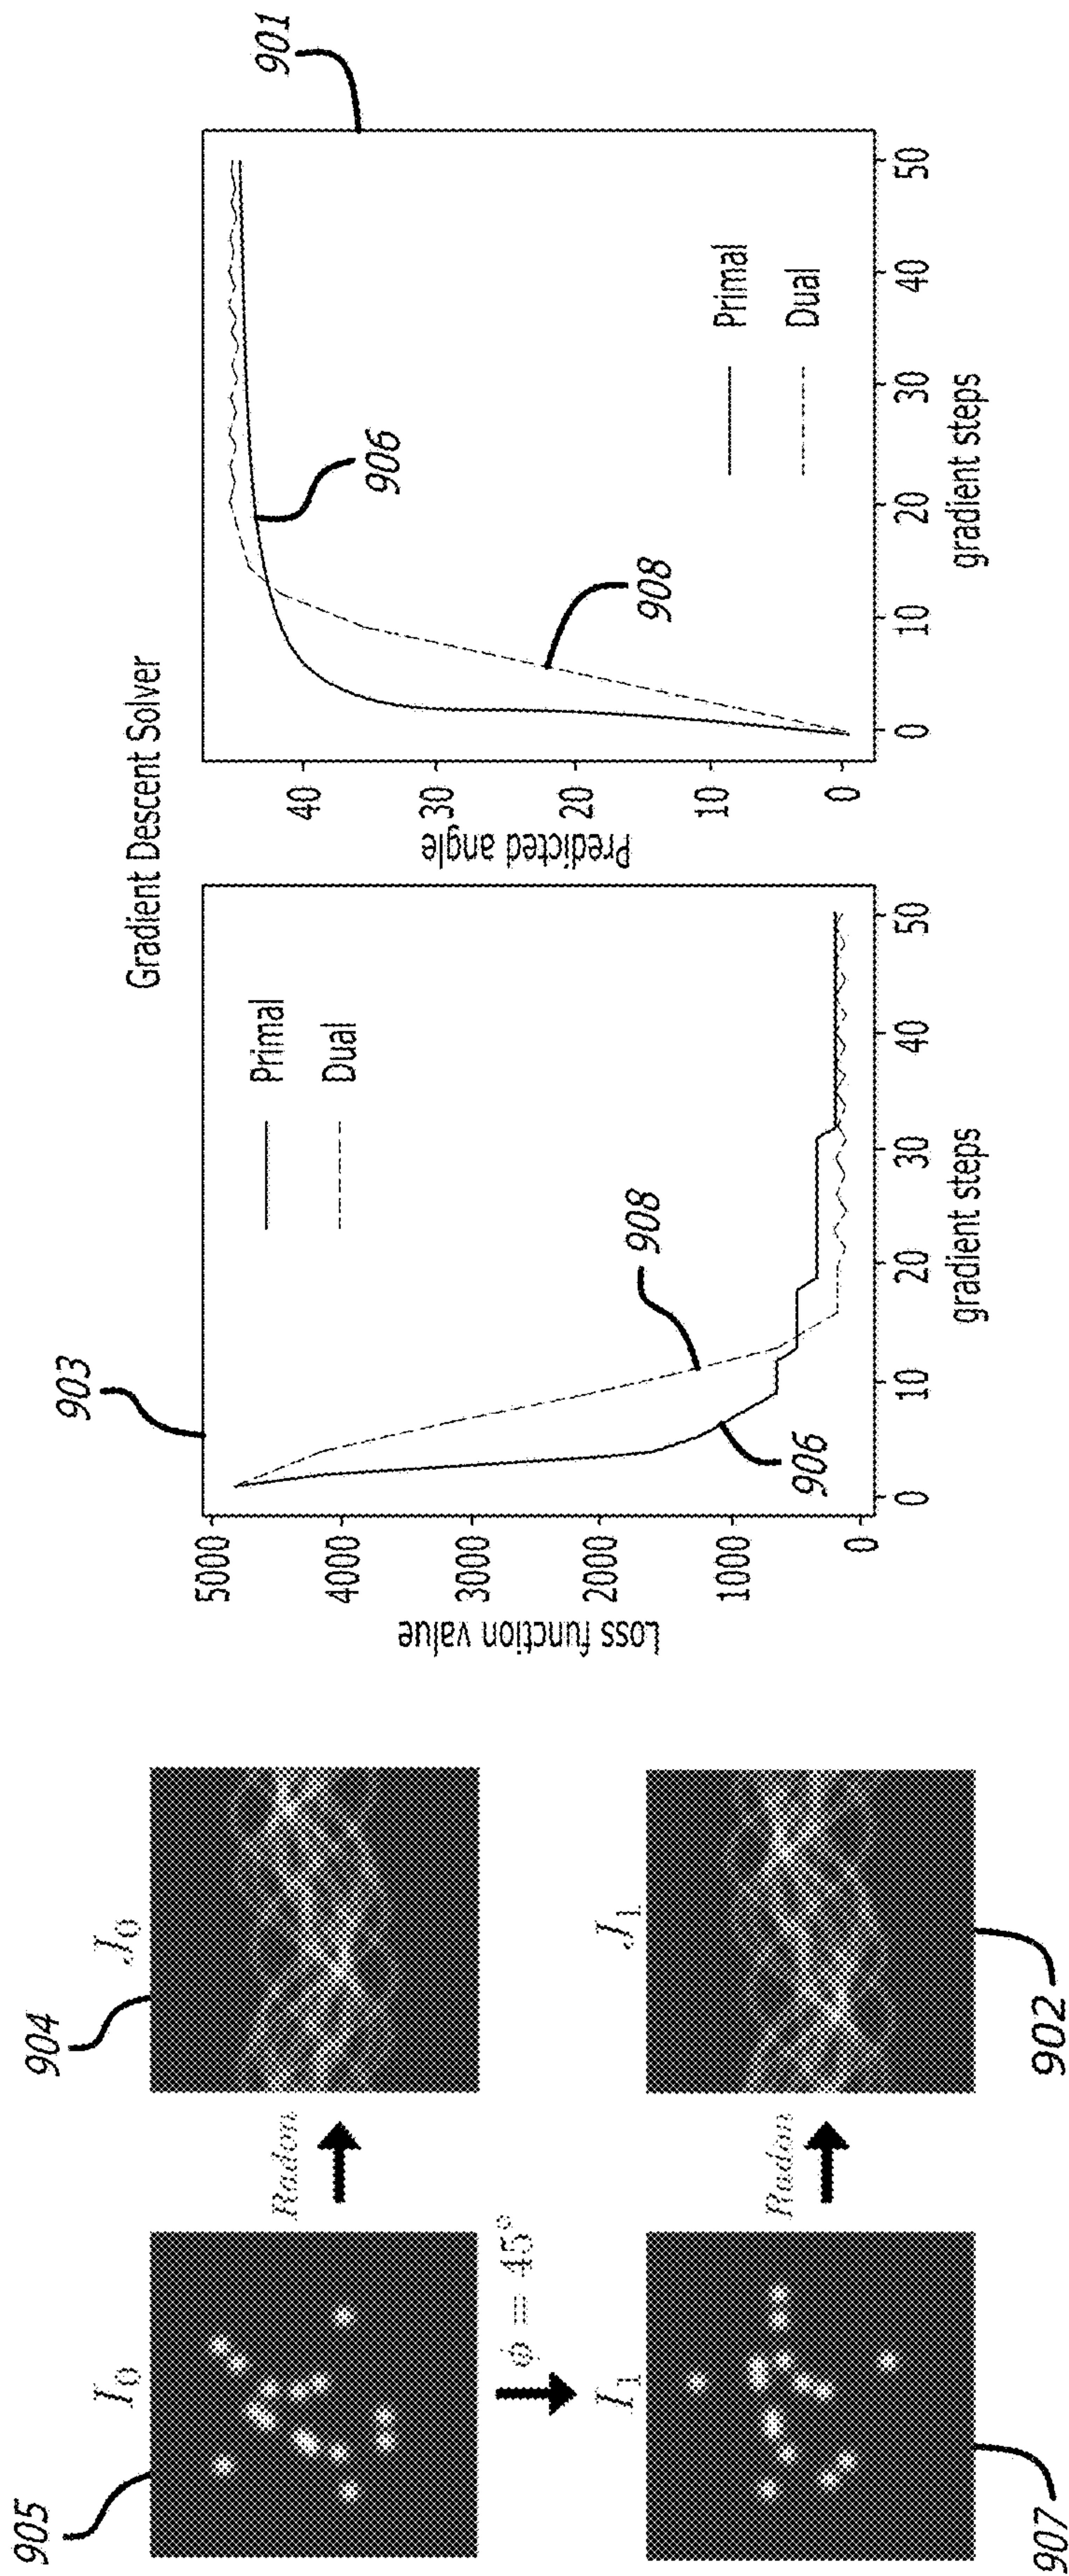 905
I0
904
J0
Radon
ϕ = 45°
I1
J1
Radon
907
902
Gradient Descent Solver
903
Loss function value
5000
4000
3000
2000
1000
0
Primal
Dual
908
906
0 10 20 30 40 50
gradient steps
901
Predicted angle
40
30
20
10
0
906
908
Primal
Dual
0 10 20 30 40 50
gradient steps